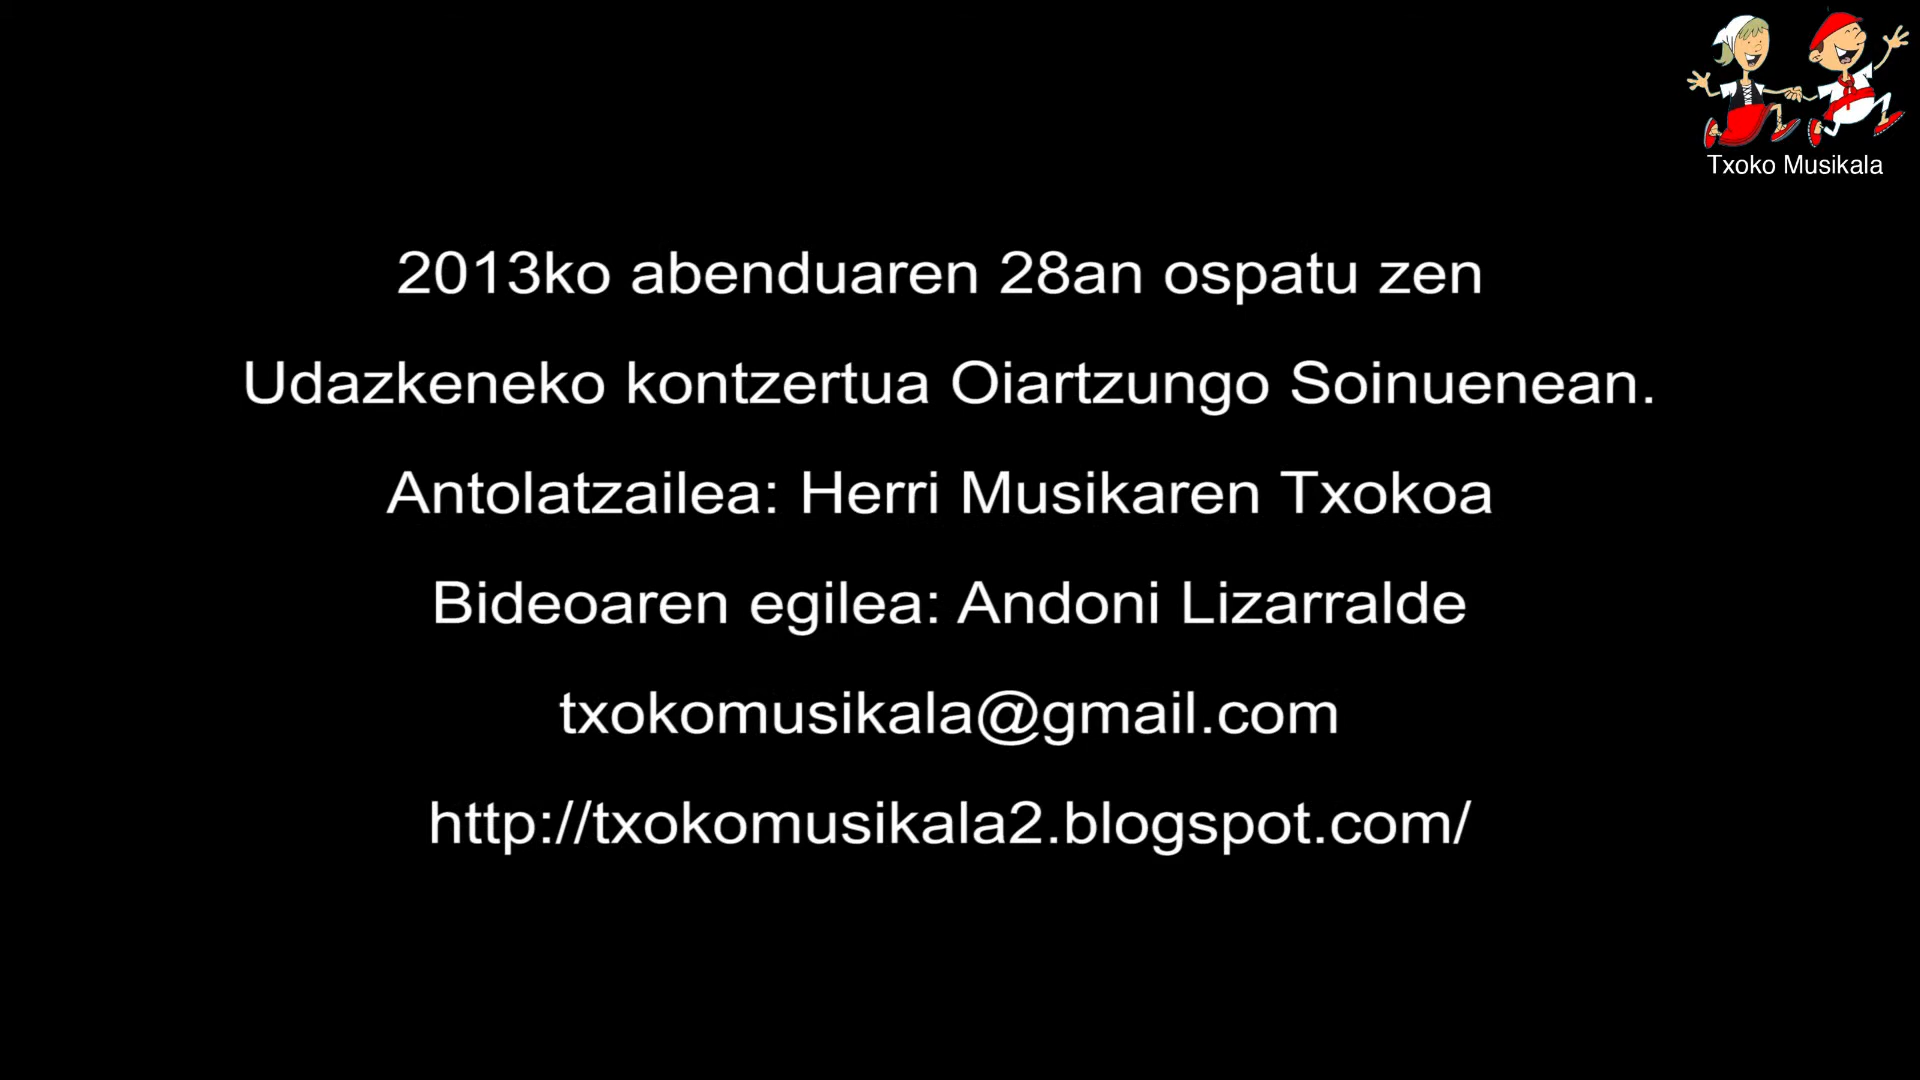 Txoko Musikala
2013ko abenduaren 28an ospatu zen
Udazkeneko kontzertua Oiartzungo Soinuenean.
Antolatzailea: Herri Musikaren Txokoa
Bideoaren egilea: Andoni Lizarralde
txokomusikala@gmail.com
http://txokomusikala2.blogspot.com/